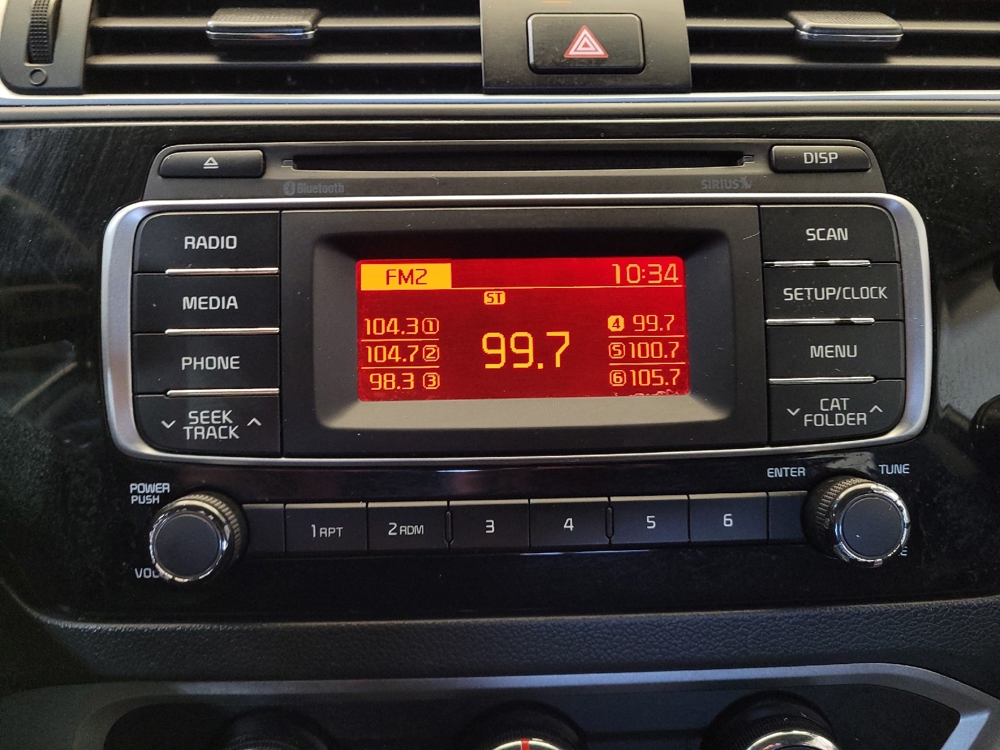 DISP
Bluetooth
SIRIUS
RADIO
SCAN
FM2
10:34
ST
MEDIA
SETUP/CLOCK
104.3 1
4 99.7
99.7
104.7 2
5 100.7
98.3 3
6 105.7
PHONE
MENU
SEEK
TRACK
CAT
FOLDER
POWER
PUSH
ENTER
TUNE
1 RPT
2 RDM
3
4
5
6
VOL